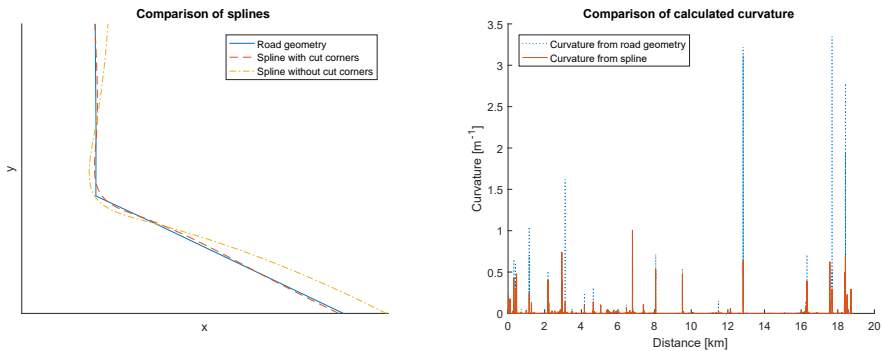 Comparison of splines
Road geometry
Spline with cut corners
Spline without cut corners
y
x
Comparison of calculated curvature
Curvature from road geometry
Curvature from spline
Curvature [m-1]
3.5
3
2.5
2
1.5
1
0.5
0
0 2 4 6 8 10 12 14 16 18 20
Distance [km]